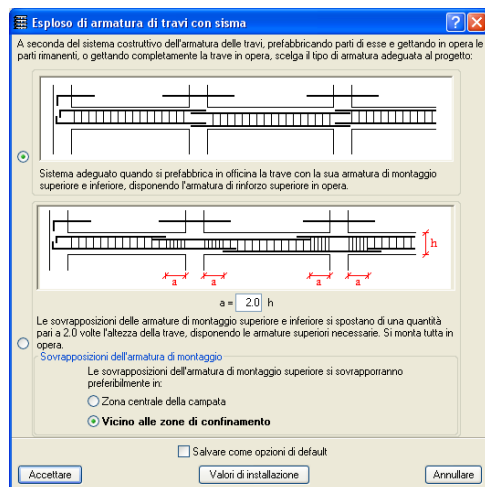 Esploso di armatura di travi con sisma
A seconda del sistema costruttivo dell'armatura delle travi, prefabbricando parti di esse e gettando in opera le
parti rimanenti, o gettando completamente la trave in opera, scelga il tipo di armatura adeguata al progetto:
Sistema adeguato quando si prefabbrica in officina la trave con la sua armatura di montaggio
superiore e inferiore, disponendo l'armatura di rinforzo superiore in opera.
h
a a a a
a = 2.0 h
Le sovrapposizioni delle armature di montaggio superiore e inferiore si spostano di una quantità
pari a 2.0 volte l'altezza della trave, disponendo le armature superiori necessarie. Si monta tutta in
opera.
Sovrapposizioni dell'armatura di montaggio
Le sovrapposizioni dell'armatura di montaggio superiore si sovrapporranno
preferibilmente in:
Zona centrale della campata
Vicino alle zone di confinamento
Salvare come opzioni di default
Accettare Valori di installazione Annullare